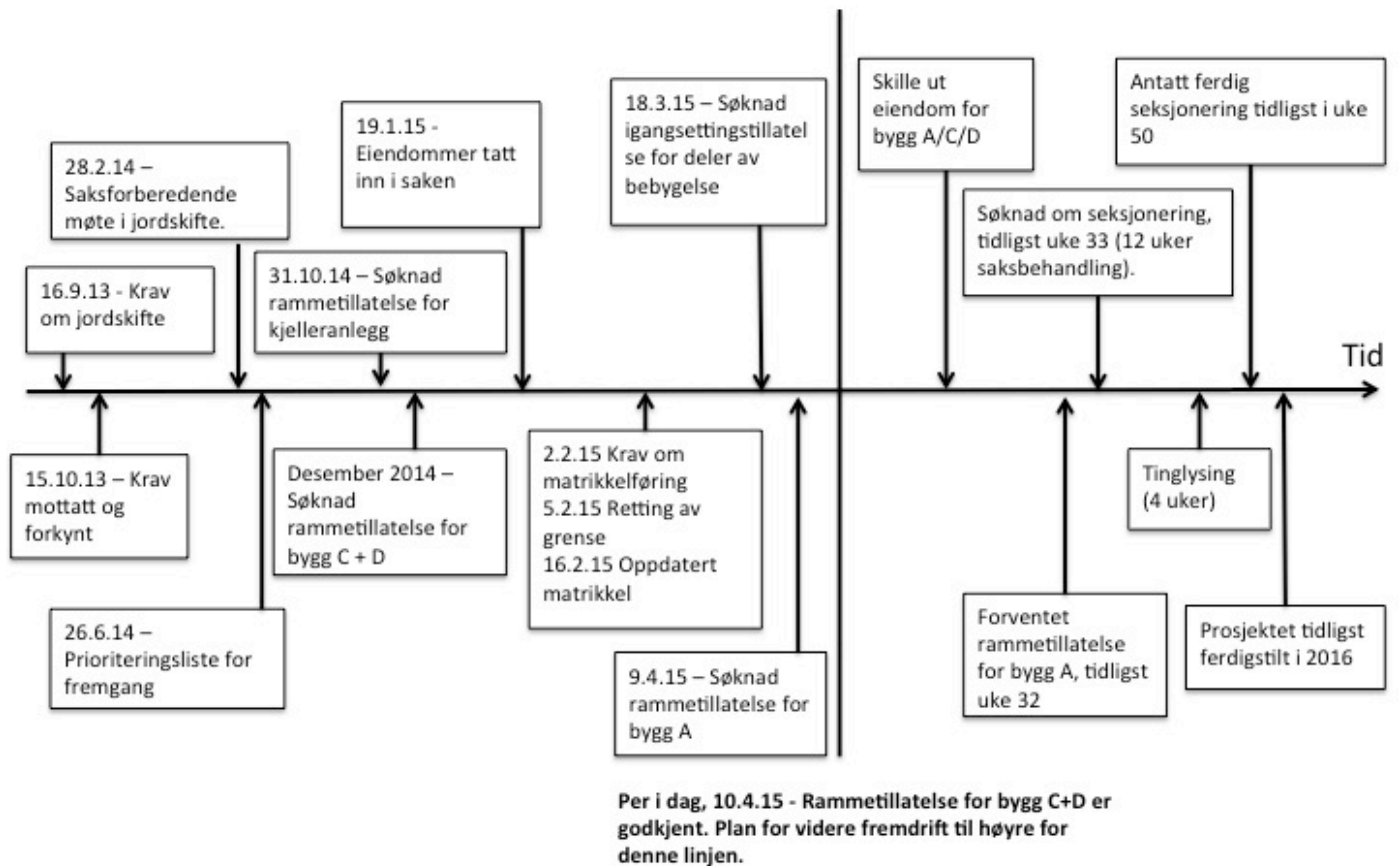 28.2.14 –
Saksforberedende
møte i jordskifte.
19.1.15 -
Eiendommer tatt
inn i saken
18.3.15 – Søknad
igangsettingstillatel
se for deler av
bebygelse
Skille ut
eiendom for
bygg A/C/D
Antatt ferdig
seksjonering tidligst i uke
50
16.9.13 - Krav
om jordskifte
31.10.14 – Søknad
rammetillatelse for
kjelleranlegg
Søknad om seksjonering,
tidligst uke 33 (12 uker
saksbehandling).
Tid
15.10.13 – Krav
mottatt og
forkynt
Desember 2014 –
Søknad
rammetillatelse for
bygg C + D
2.2.15 Krav om
matrikkelføring
5.2.15 Retting av
grense
16.2.15 Oppdatert
matrikkel
Tinglysing
(4 uker)
26.6.14 –
Prioriteringsliste for
fremgang
9.4.15 – Søknad
rammetillatelse for
bygg A
Forventet
rammetillatelse
for bygg A, tidligst
uke 32
Prosjektet tidligst
ferdigstilt i 2016
Per i dag, 10.4.15 - Rammetillatelse for bygg C+D er
godkjent. Plan for videre fremdrift til høyre for
denne linjen.